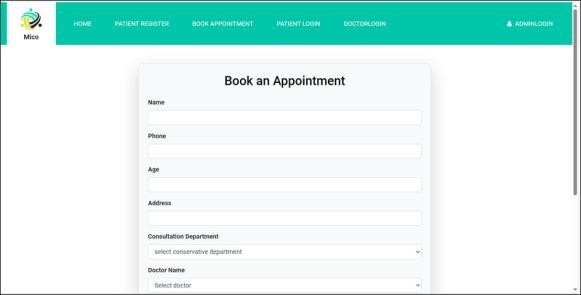 HOME PATIENT REGISTER BOOK APPOINTMENT PATIENT LOGIN DOCTORLOGIN ADMINLOGIN
Mico
Book an Appointment
Name
Phone
Age
Address
Consultation Department
select conservative department
Doctor Name
Select doctor